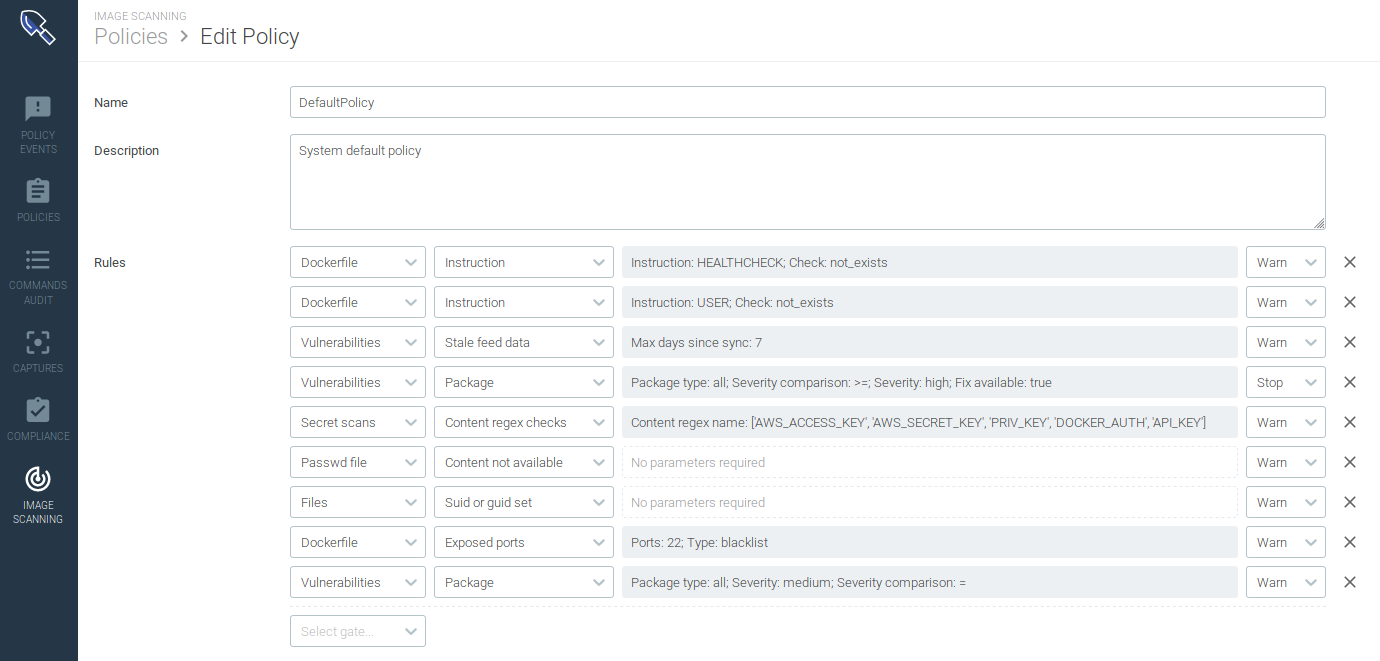 IMAGE SCANNING
Policies > Edit Policy
POLICY
EVENTS
POLICIES
COMMANDS
AUDIT
CAPTURES
COMPLIANCE
IMAGE
SCANNING
Name
DefaultPolicy
Description
System default policy
Rules
Dockerfile Instruction Instruction: HEALTHCHECK; Check: not_exists Warn
Dockerfile Instruction Instruction: USER; Check: not_exists Warn
Vulnerabilities Stale feed data Max days since sync: 7 Warn
Vulnerabilities Package Package type: all; Severity comparison: >=; Severity: high; Fix available: true Stop
Secret scans Content regex checks Content regex name: ['AWS_ACCESS_KEY', 'AWS_SECRET_KEY', 'PRIV_KEY', 'DOCKER_AUTH', 'API_KEY'] Warn
Passwd file Content not available No parameters required Warn
Files Suid or guid set No parameters required Warn
Dockerfile Exposed ports Ports: 22; Type: blacklist Warn
Vulnerabilities Package Package type: all; Severity: medium; Severity comparison: = Warn
Select gate...